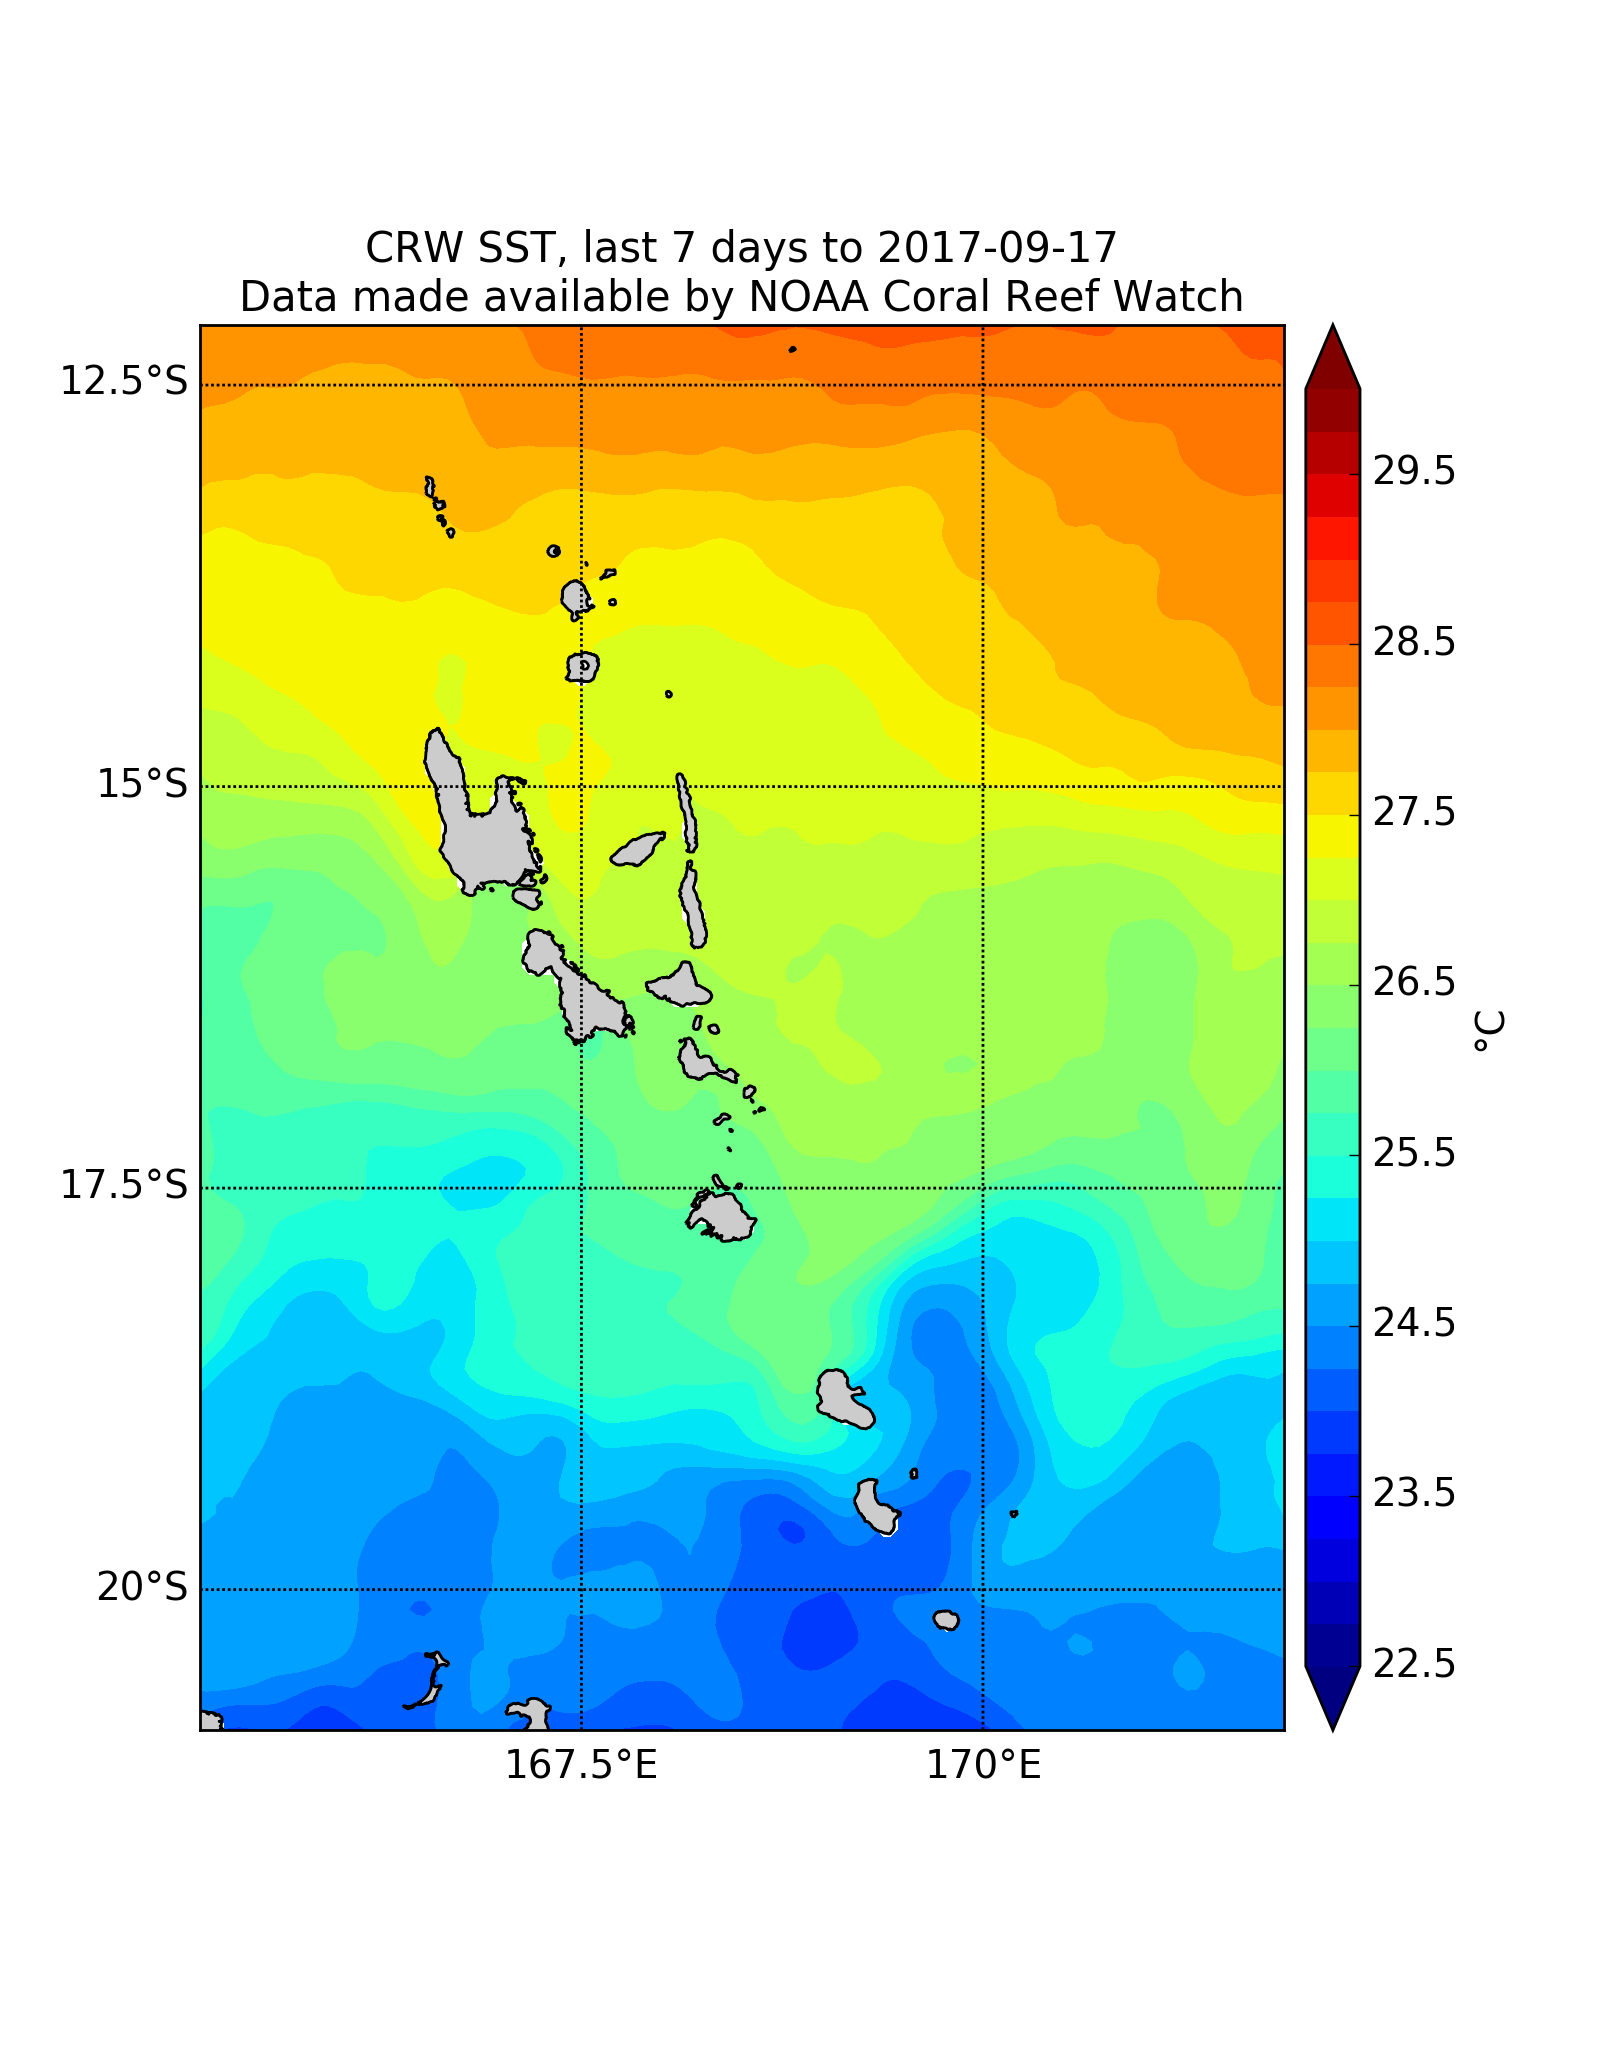 CRW SST, last 7 days to 2017-09-17
Data made available by NOAA Coral Reef Watch
12.5°S
15°S
17.5°S
20°S
167.5°E
170°E
29.5
28.5
27.5
26.5
25.5
24.5
23.5
22.5
°C